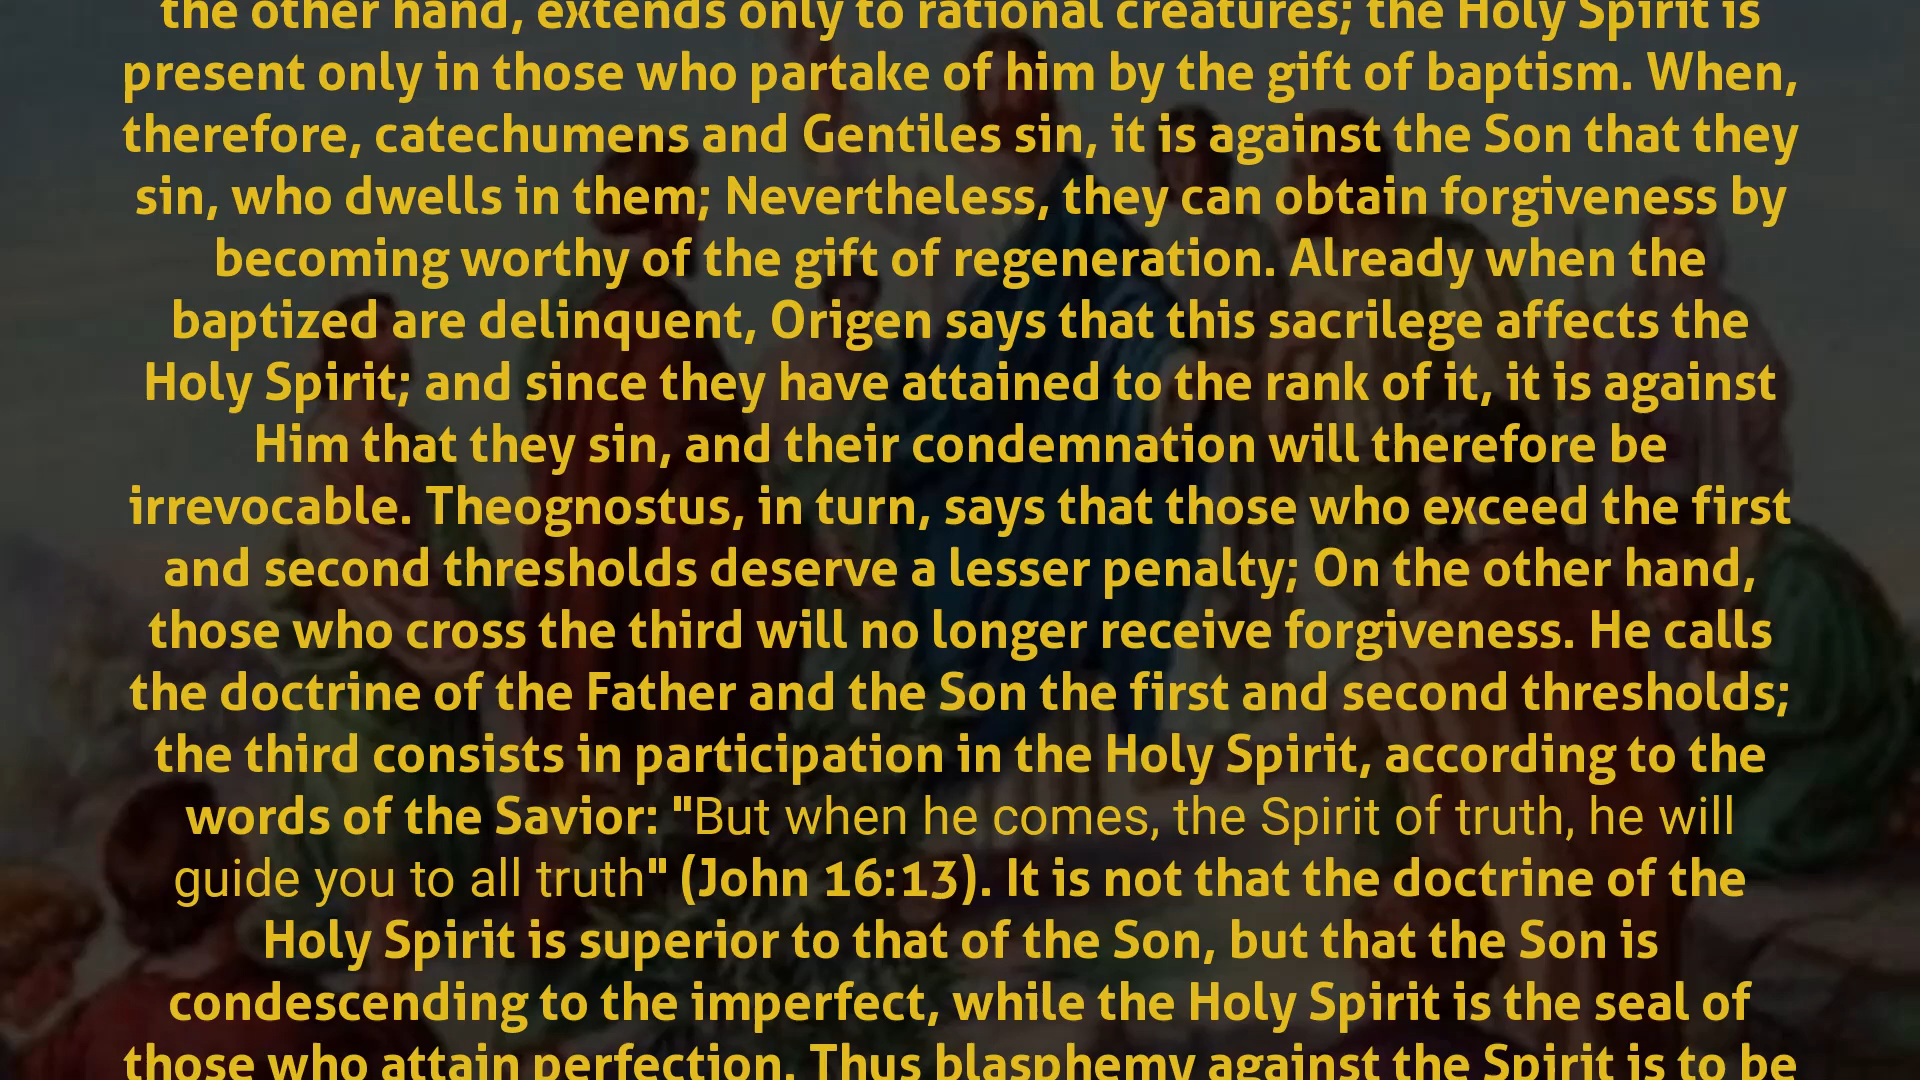 the other hand, extends only to rational creatures; the Holy Spirit is
present only in those who partake of him by the gift of baptism. When,
therefore, catechumens and Gentiles sin, it is against the Son that they
sin, who dwells in them; Nevertheless, they can obtain forgiveness by
becoming worthy of the gift of regeneration. Already when the
baptized are delinquent, Origen says that this sacrilege affects the
Holy Spirit; and since they have attained to the rank of it, it is against
Him that they sin, and their condemnation will therefore be
irrevocable. Theognostus, in turn, says that those who exceed the first
and second thresholds deserve a lesser penalty; On the other hand,
those who cross the third will no longer receive forgiveness. He calls
the doctrine of the Father and the Son the first and second thresholds;
the third consists in participation in the Holy Spirit, according to the
words of the Savior: "But when he comes, the Spirit of truth, he will
guide you to all truth" (John 16:13). It is not that the doctrine of the
Holy Spirit is superior to that of the Son, but that the Son is
condescending to the imperfect, while the Holy Spirit is the seal of
those who attain perfection. Thus blasphemy against the Spirit is to be